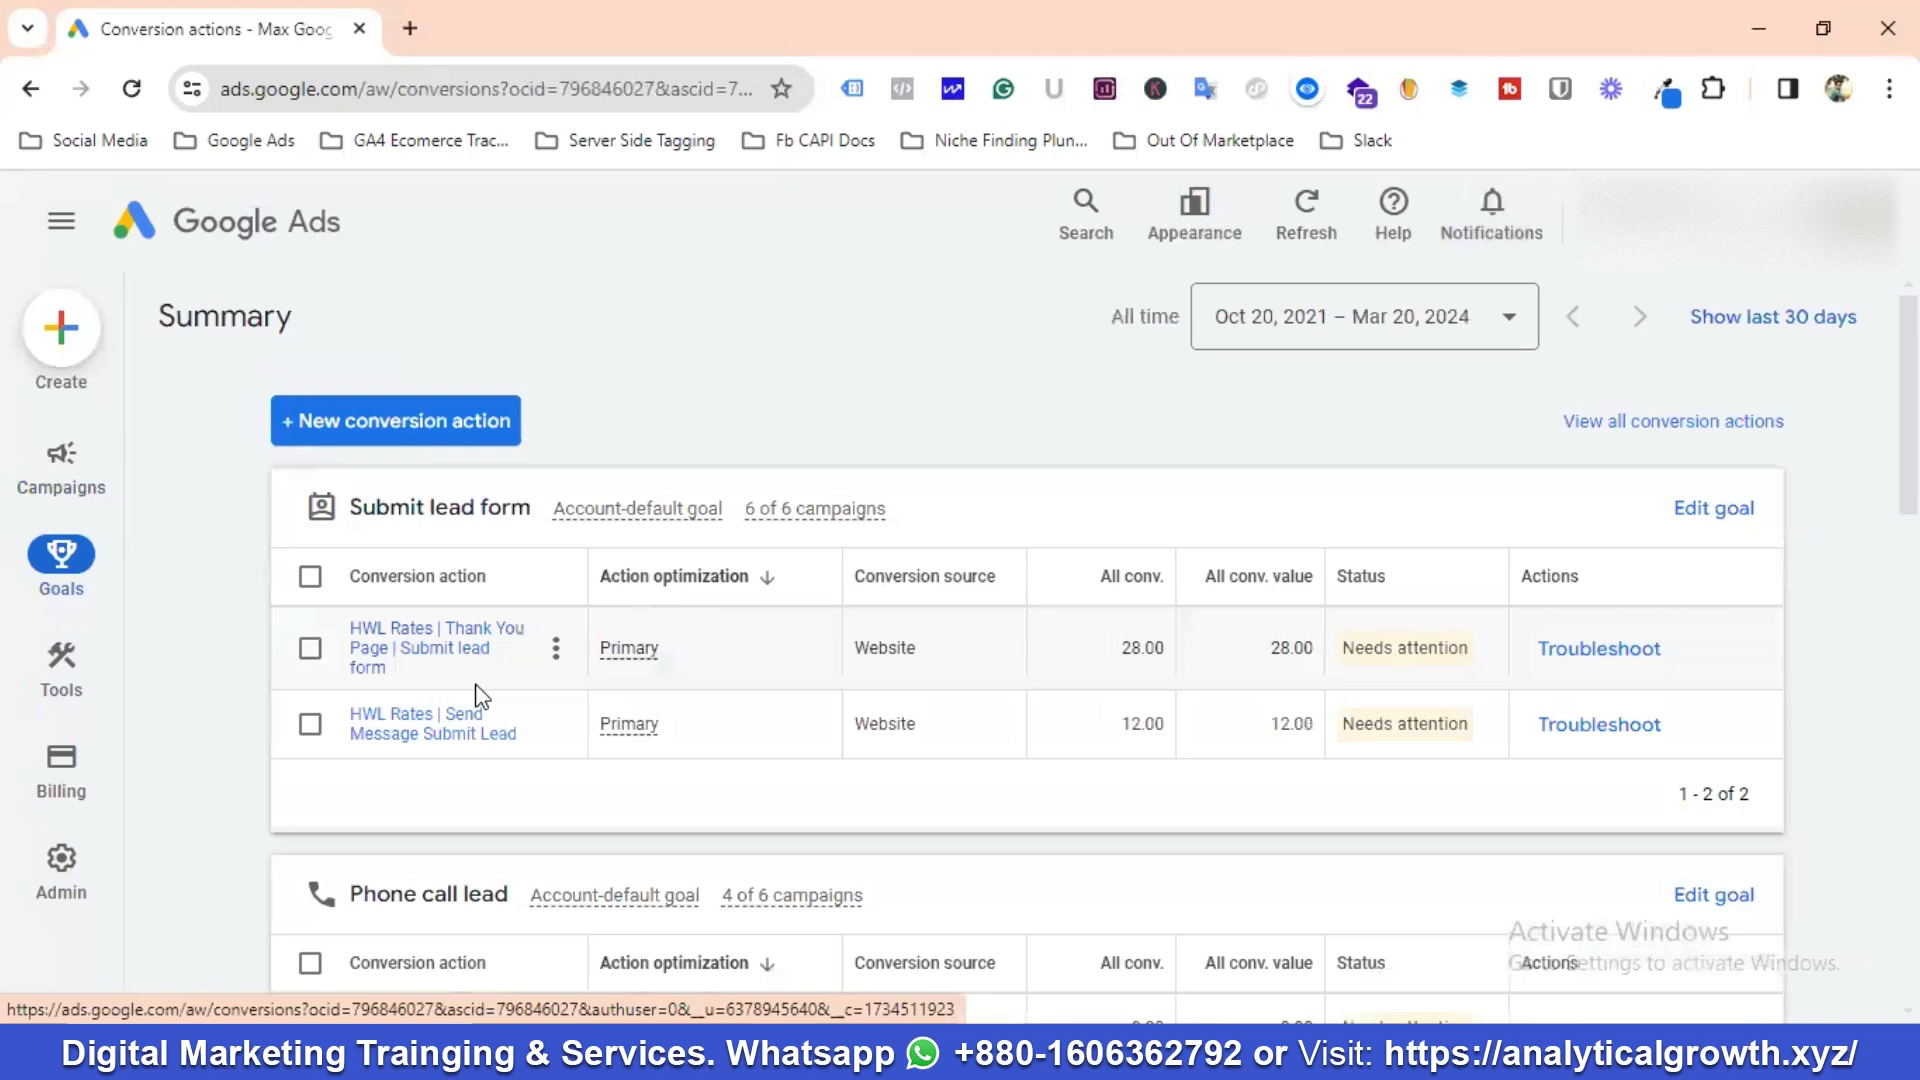 Conversion actions - Max Goog
ads.google.com/aw/conversions?ocid=796846027&ascid=7...
22
Social Media
Google Ads
GA4 Ecomerce Trac...
Server Side Tagging
Fb CAPI Docs
Niche Finding Plun...
Out Of Marketplace
Slack
Google Ads
Search
Appearance
Refresh
Help
Notifications
Summary
All time
Oct 20, 2021 – Mar 20, 2024
Show last 30 days
Create
Campaigns
Goals
Tools
Billing
Admin
+ New conversion action
View all conversion actions
Submit lead form Account-default goal 6 of 6 campaigns Edit goal
Conversion action Action optimization Conversion source All conv. All conv. value Status Actions
HWL Rates | Thank You
Page | Submit lead
form
Primary Website 28.00 28.00 Needs attention Troubleshoot
HWL Rates | Send
Message Submit Lead
Primary Website 12.00 12.00 Needs attention Troubleshoot
1 - 2 of 2
Phone call lead Account-default goal 4 of 6 campaigns Edit goal
Activate Windows
Go to Settings to activate Windows.
Conversion action Action optimization Conversion source All conv. All conv. value Status Actions
https://ads.google.com/aw/conversions?ocid=796846027&ascid=796846027&authuser=0&__u=6378945640&__c=1734511923
Digital Marketing Trainging & Services. Whatsapp +880-1606362792 or Visit: https://analyticalgrowth.xyz/